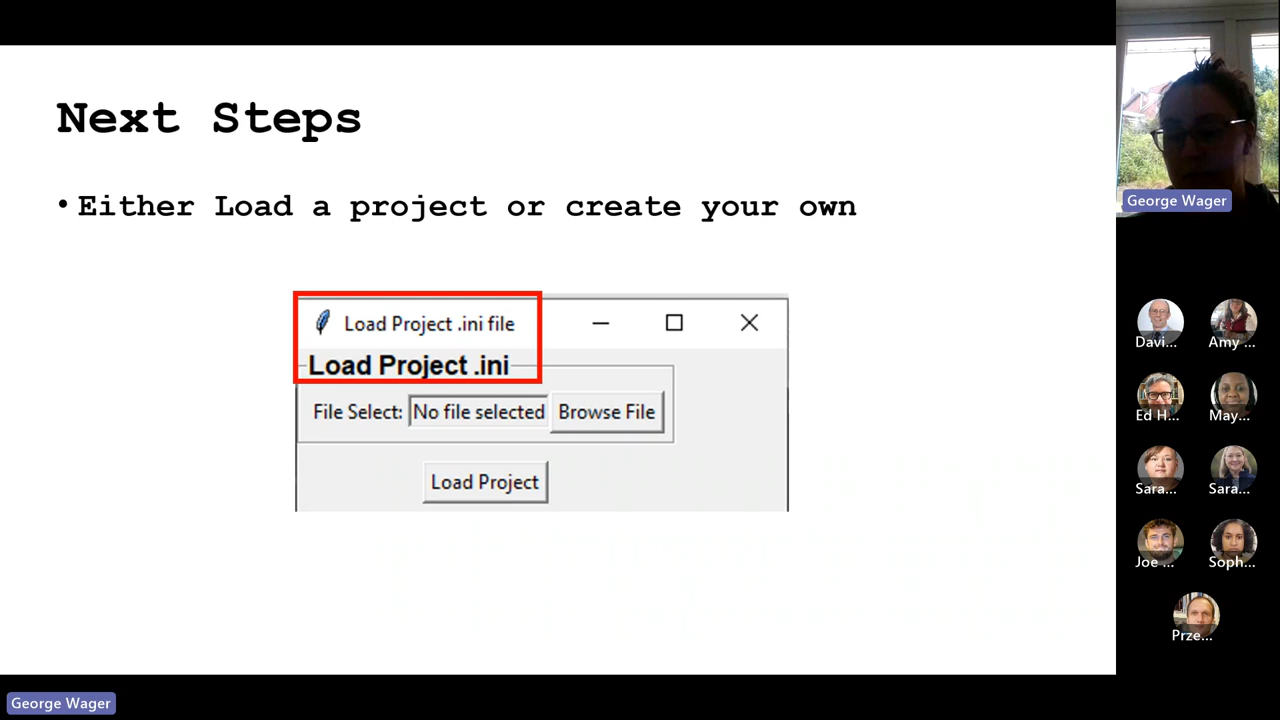 Next Steps
• Either Load a project or create your own
Load Project .ini file
Load Project .ini
File Select: No file selected Browse File
Load Project
George Wager
Davi... Amy ...
Ed H... May...
Sara... Sara...
Joe ... Soph...
Prze...
George Wager